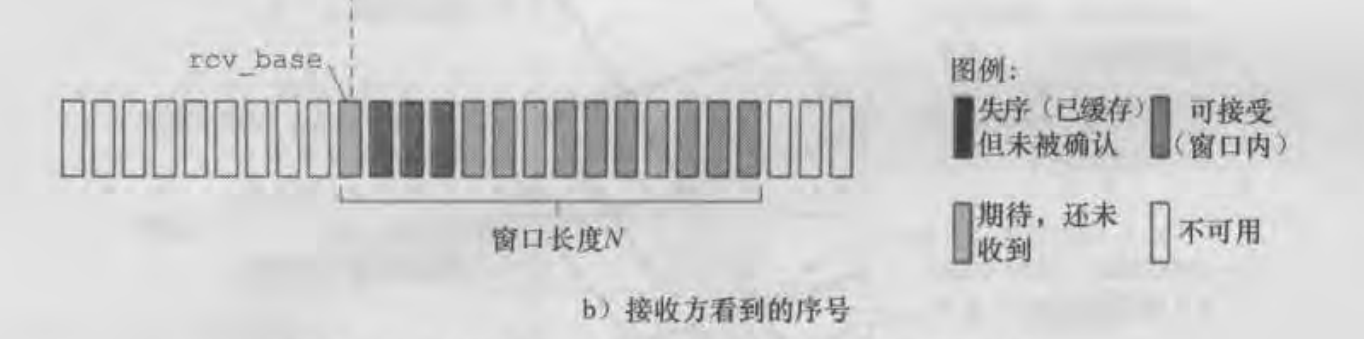 rcv_base
窗口长度N
b）接收方看到的序号
图例：
失序（已缓存）
但未被确认
可接受
（窗口内）
期待，还未
收到
不可用